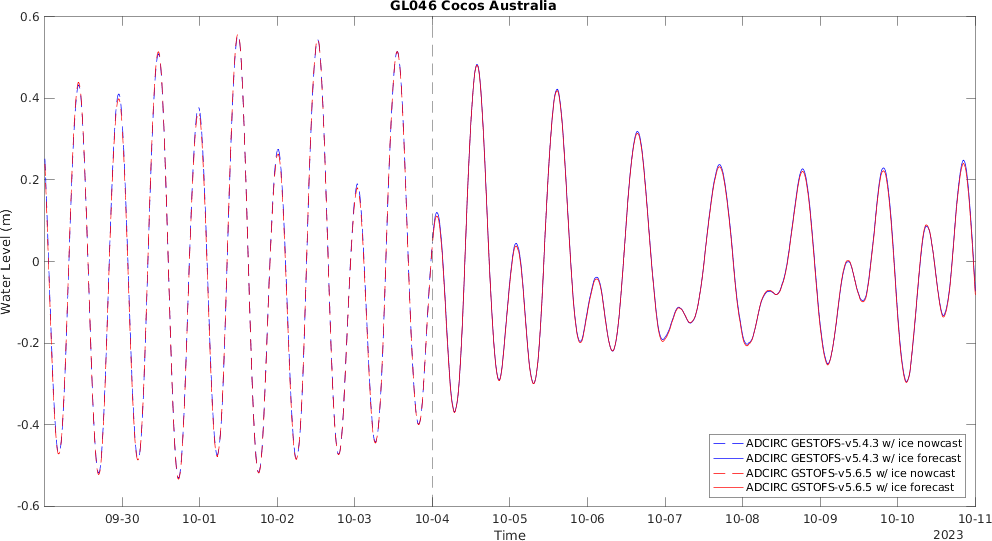 GL046 Cocos Australia
0.6
0.4
0.2
0
-0.2
-0.4
-0.6
Water Level (m)
ADCIRC GESTOFS-v5.4.3 w/ ice nowcast
ADCIRC GESTOFS-v5.4.3 w/ ice forecast
ADCIRC GSTOFS-v5.6.5 w/ ice nowcast
ADCIRC GSTOFS-v5.6.5 w/ ice forecast
09-30 10-01 10-02 10-03 10-04 10-05 10-06 10-07 10-08 10-09 10-10 10-11
Time
2023